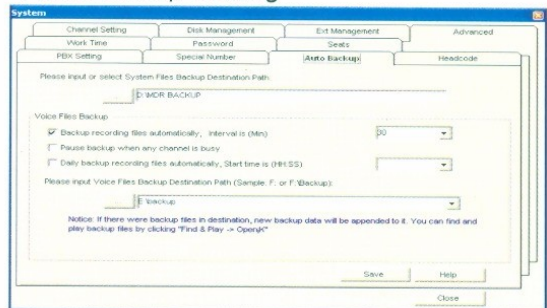 System
Channel Setting Disk Management Ext Management Advanced
Work Time Password Seats
PBX Setting Special Number Auto Backup Headcode
Please input or select System Files Backup Destination Path
D:\MDR BACKUP
Voice Files Backup
Backup recording files automatically, Interval is (Min)
Pause backup when any channel is busy
Daily backup recording files automatically, Start time is (HH:SS)
Please input Voice Files Backup Destination Path (Sample: F: or F:\Backup):
E:\backup
Notice: If there were backup files in destination, new backup data will be appended to it. You can find and
play backup files by clicking "Find & Play -> Open\K"
Save Help
Close